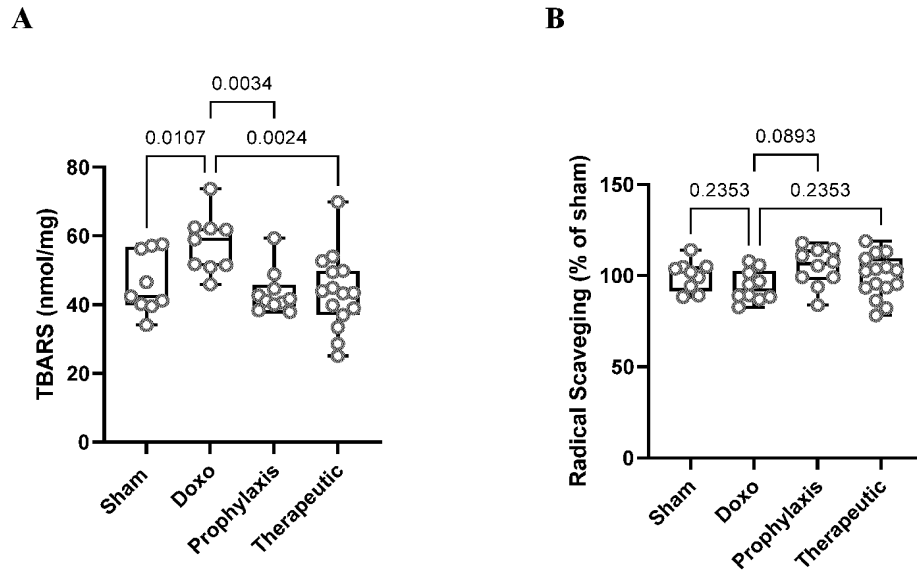 A
B
0.0034
0.0107
0.0024
80
60
40
20
0
TBARS (nmol/mg)
Sham
Doxo
Prophylaxis
Therapeutic
0.0893
0.2353
0.2353
150
100
50
0
Radical Scaveging (% of sham)
Sham
Doxo
Prophylaxis
Therapeutic